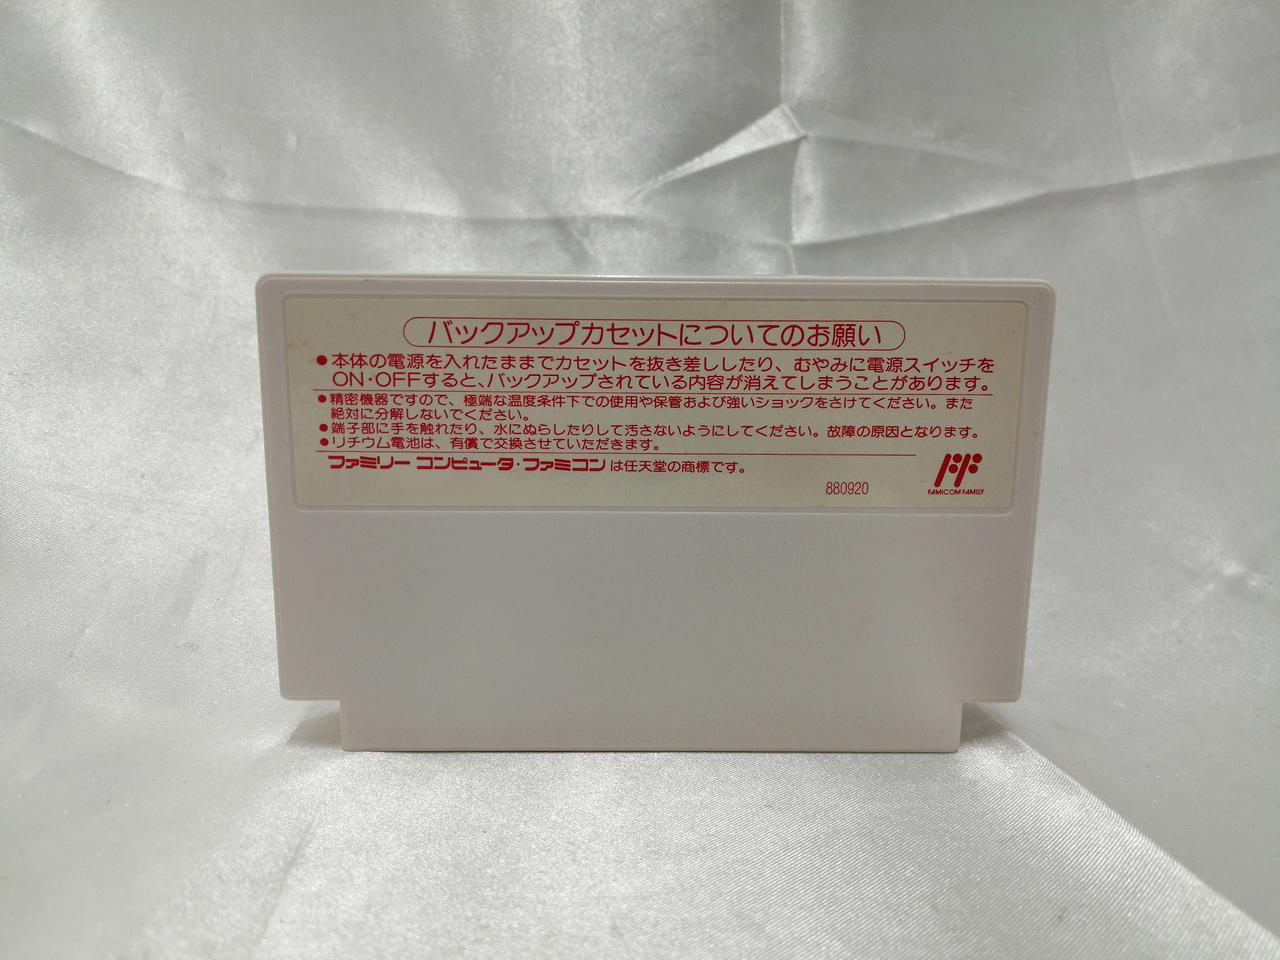 バックアップカセットについてのお願い
●本体の電源を入れたままでカセットを抜き差ししたり、むやみに電源スイッチを
ON・OFFすると、バックアップされている内容が消えてしまうことがあります。
●精密機器ですので、極端な温度条件下での使用や保管および強いショックをさけてください。また
絶対に分解しないでください。
●端子部に手を触れたり、水にぬらしたりして汚さないようにしてください。故障の原因となります。
●リチウム電池は、有償で交換させていただきます。
ファミリー コンピュータ・ファミコン は任天堂の商標です。
880920
FAMICOM FAMILY